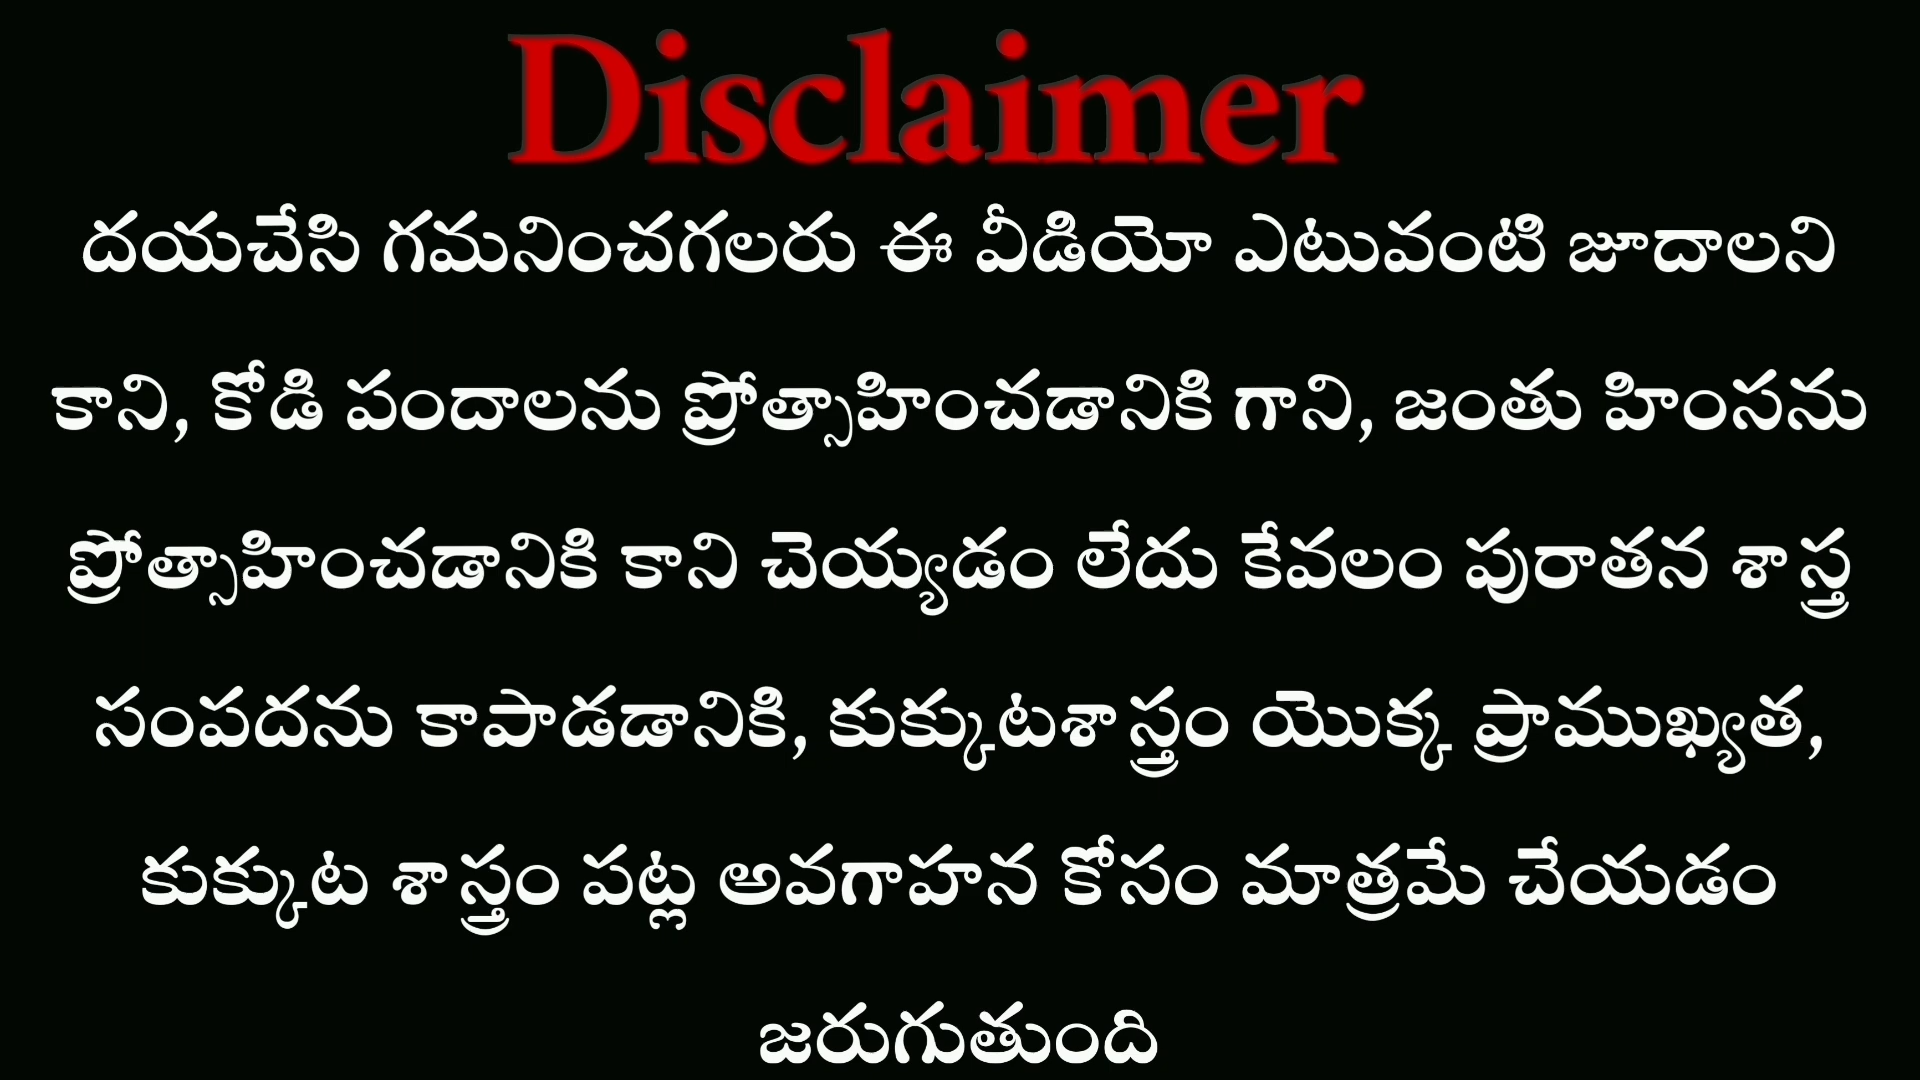 Disclaimer
దయచేసి గమనించగలరు ఈ వీడియో ఎటువంటి జూదాలని
కాని, కోడి పందాలను ప్రోత్సాహించడానికి గాని, జంతు హింసను
ప్రోత్సాహించడానికి కాని చెయ్యడం లేదు కేవలం పురాతన శాస్త్ర
సంపదను కాపాడడానికి, కుక్కుటశాస్త్రం యొక్క ప్రాముఖ్యత,
కుక్కుట శాస్త్రం పట్ల అవగాహన కోసం మాత్రమే చేయడం
జరుగుతుంది